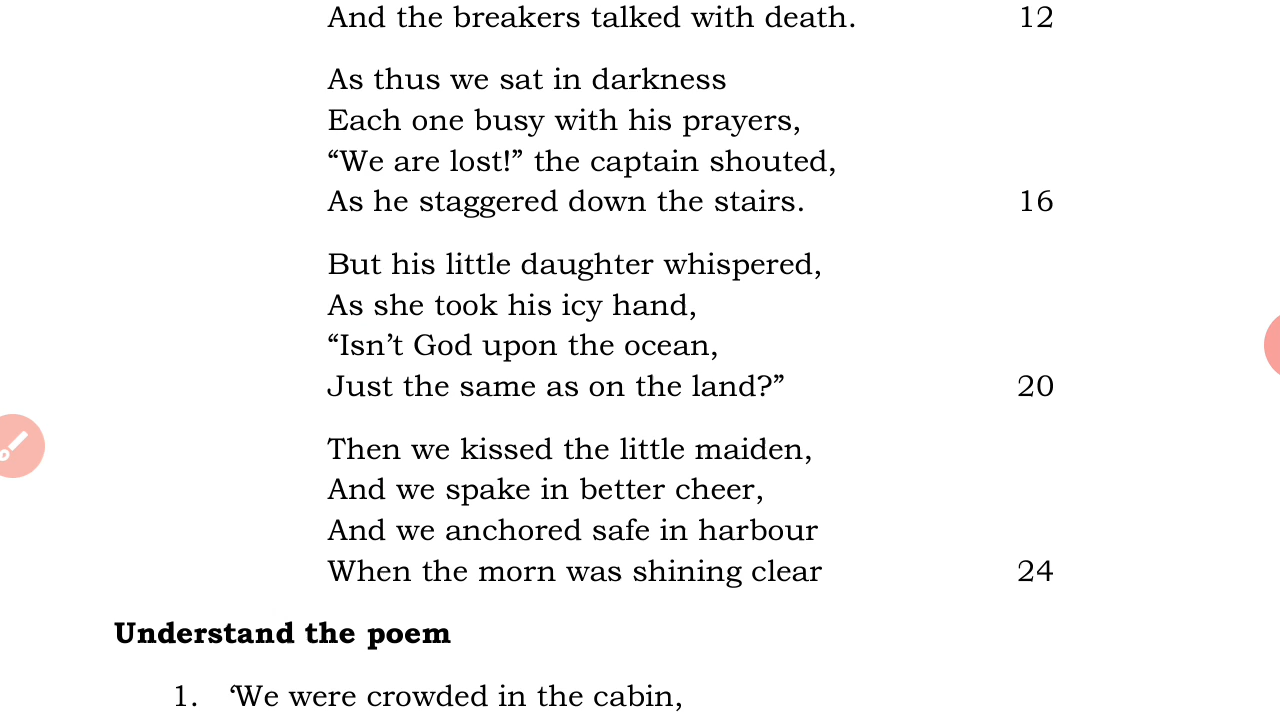 And the breakers talked with death. 12
As thus we sat in darkness
Each one busy with his prayers,
“We are lost!” the captain shouted,
As he staggered down the stairs. 16
But his little daughter whispered,
As she took his icy hand,
“Isn’t God upon the ocean,
Just the same as on the land?” 20
Then we kissed the little maiden,
And we spake in better cheer,
And we anchored safe in harbour
When the morn was shining clear 24
Understand the poem
1. ‘We were crowded in the cabin,